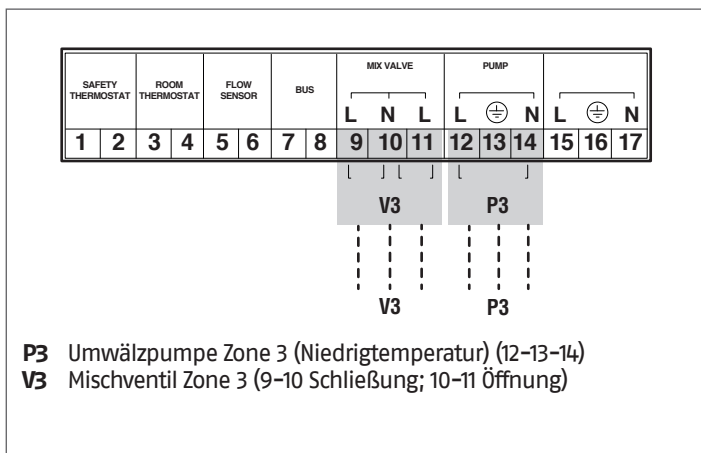 MIX VALVE PUMP
SAFETY THERMOSTAT ROOM THERMOSTAT FLOW SENSOR BUS
L N L L N L N
1 2 3 4 5 6 7 8 9 10 11 12 13 14 15 16 17
V3 P3
V3 P3
P3 Umwälzpumpe Zone 3 (Niedrigtemperatur) (12-13-14)
V3 Mischventil Zone 3 (9-10 Schließung; 10-11 Öffnung)